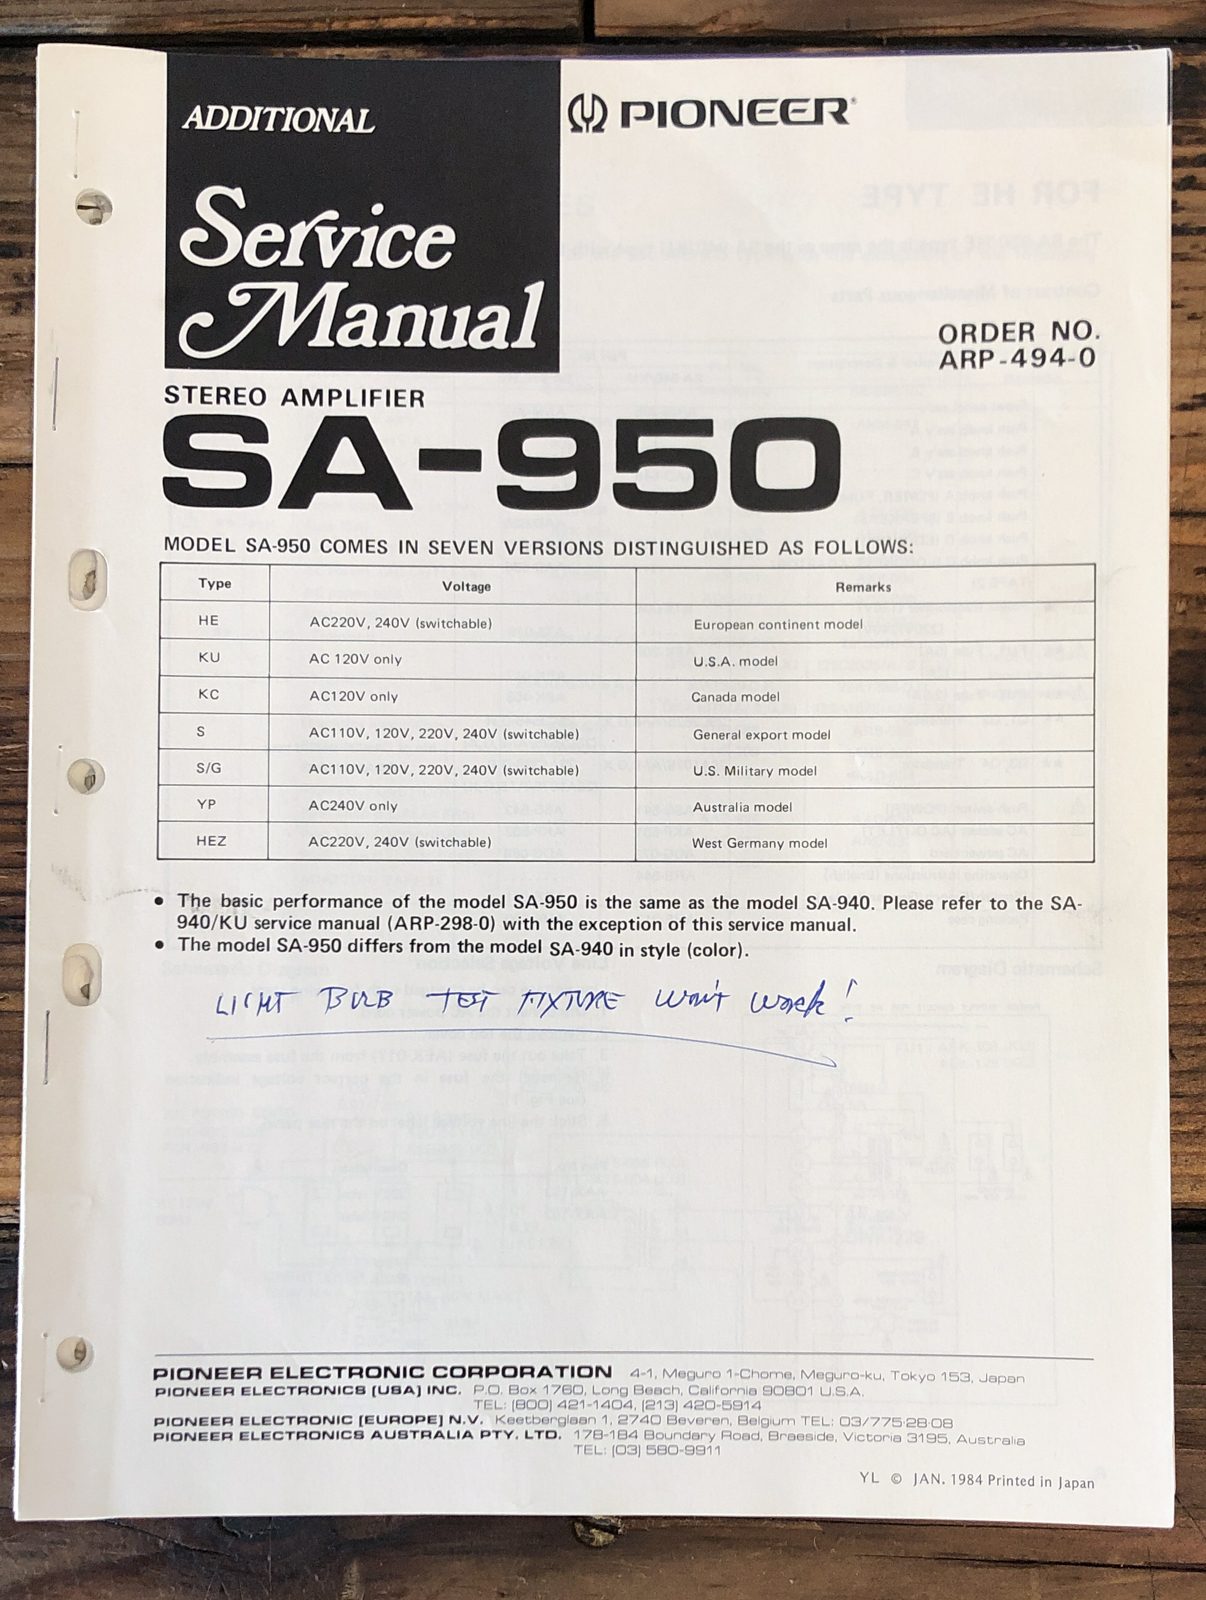 ADDITIONAL
Service
Manual
PIONEER®
ORDER NO.
ARP-494-0
STEREO AMPLIFIER
SA-950
MODEL SA-950 COMES IN SEVEN VERSIONS DISTINGUISHED AS FOLLOWS:
Type Voltage Remarks
HE AC220V, 240V (switchable) European continent model
KU AC 120V only U.S.A. model
KC AC120V only Canada model
S AC110V, 120V, 220V, 240V (switchable) General export model
S/G AC110V, 120V, 220V, 240V (switchable) U.S. Military model
YP AC240V only Australia model
HEZ AC220V, 240V (switchable) West Germany model
• The basic performance of the model SA-950 is the same as the model SA-940. Please refer to the SA-
940/KU service manual (ARP-298-0) with the exception of this service manual.
• The model SA-950 differs from the model SA-940 in style (color).
LIGHT BULB TEST FIXTURE Won't Work!
PIONEER ELECTRONIC CORPORATION 4-1, Meguro 1-Chome, Meguro-ku, Tokyo 153, Japan
PIONEER ELECTRONICS [USA] INC. P.O. Box 1760, Long Beach, California 90801 U.S.A.
TEL: [800] 421-1404, [213] 420-5914
PIONEER ELECTRONIC [EUROPE] N.V. Keetberglaan 1, 2740 Beveren, Belgium TEL: 03/775·28·08
PIONEER ELECTRONICS AUSTRALIA PTY. LTD. 178-184 Boundary Road, Braeside, Victoria 3195, Australia
TEL: [03] 580-9911
YL © JAN. 1984 Printed in Japan